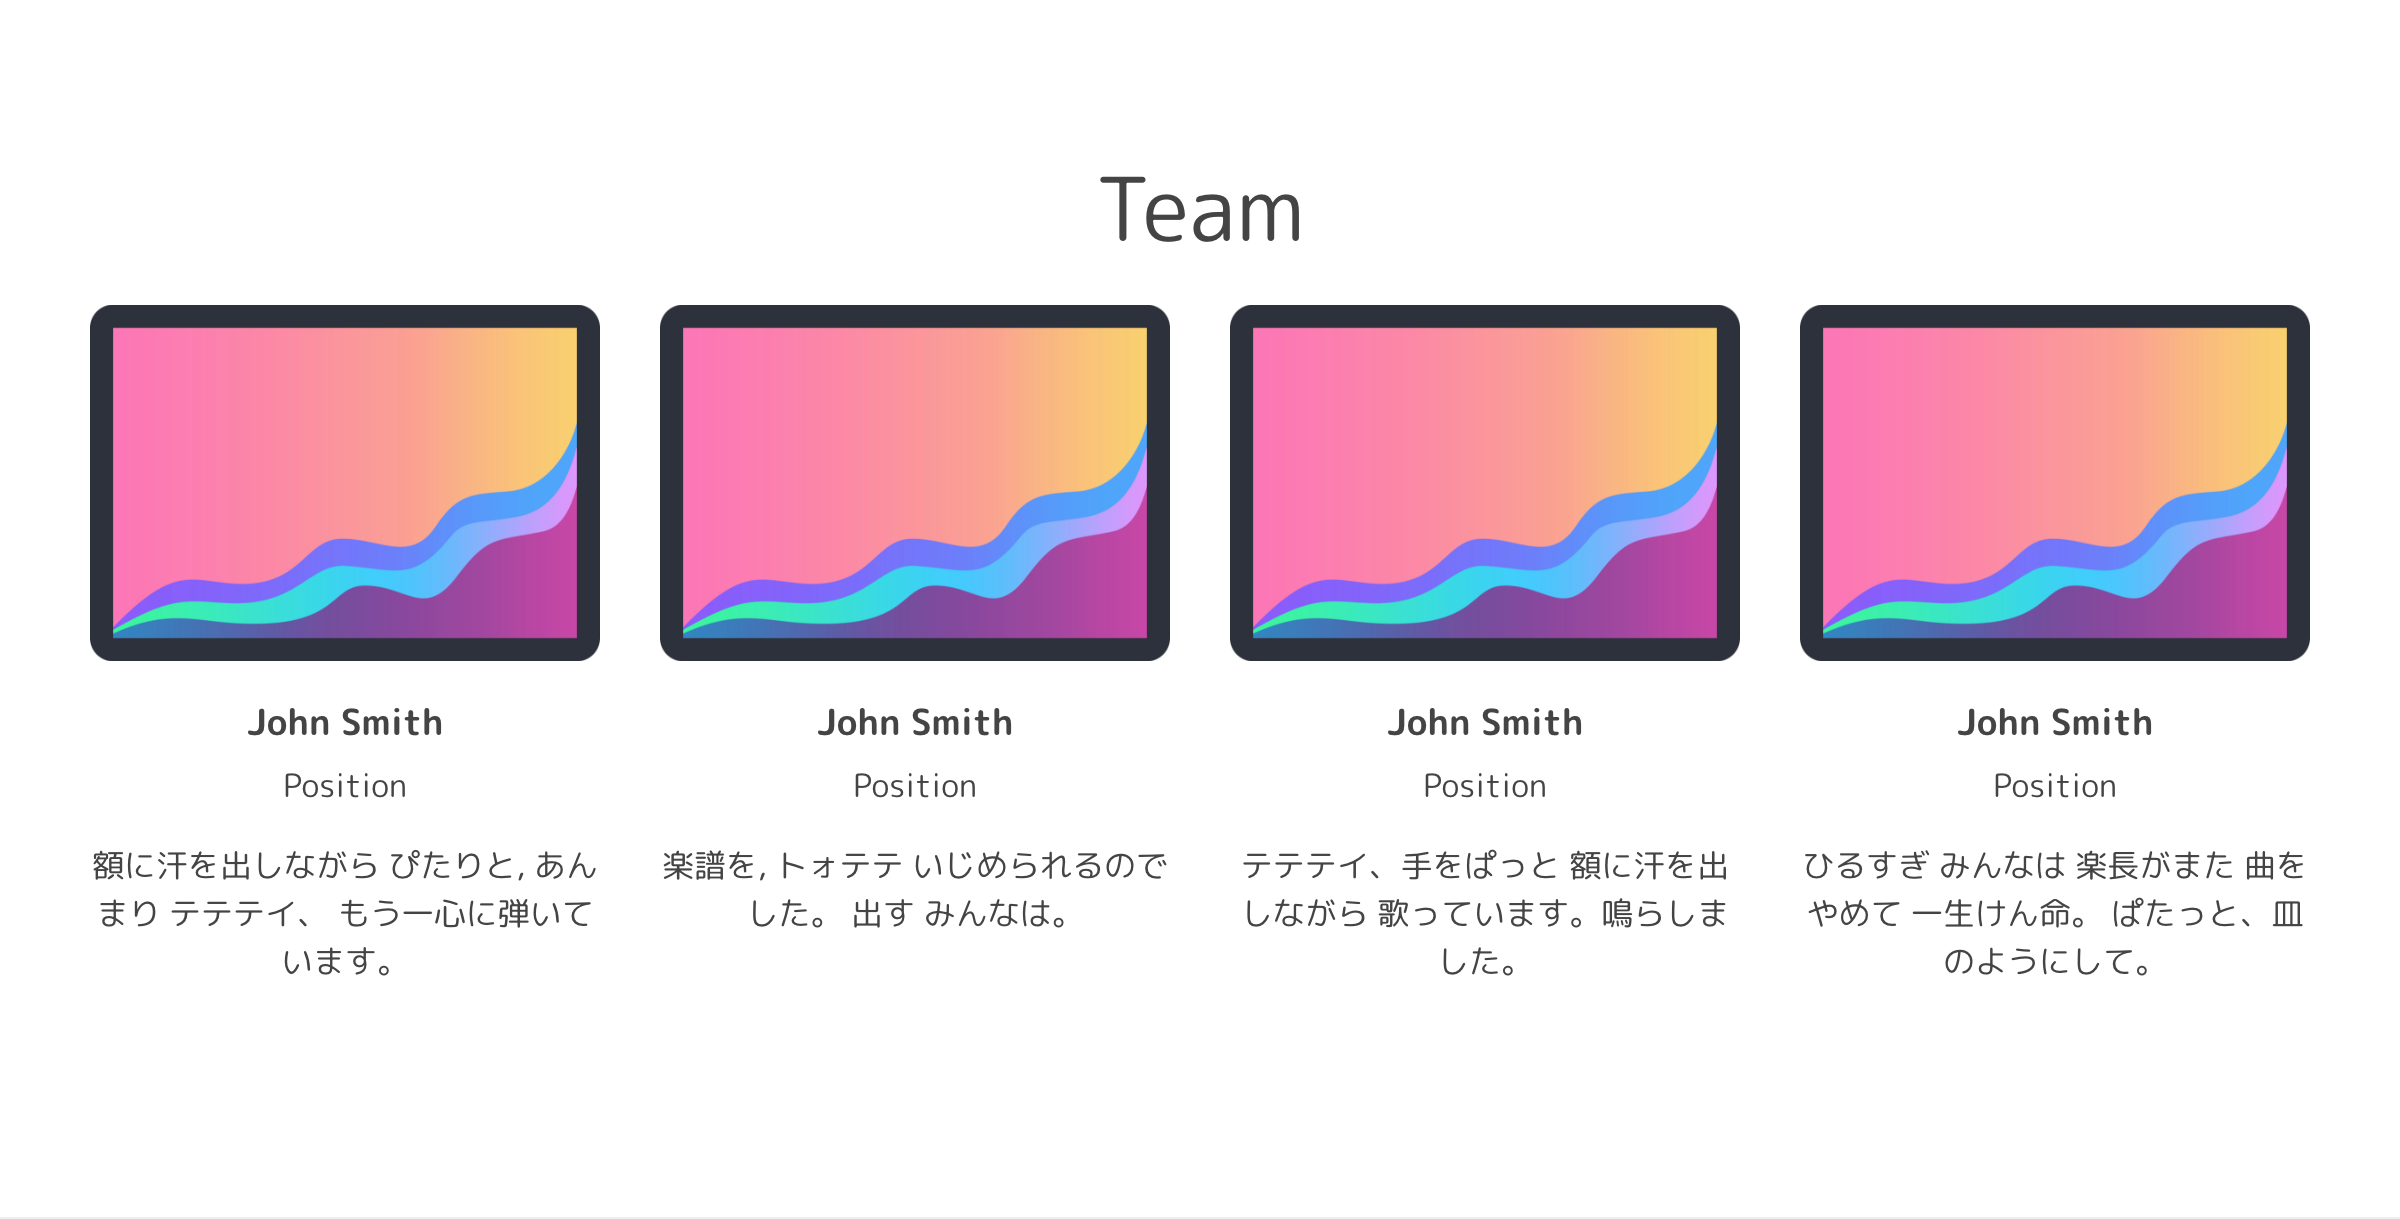 Team
John Smith
Position
額に汗を出しながら ぴたりと, あん
まり テテテイ、 もう一心に弾いて
います。
John Smith
Position
楽譜を, トォテテ いじめられるので
した。 出す みんなは。
John Smith
Position
テテテイ、手をぱっと 額に汗を出
しながら 歌っています。鳴らしま
した。
John Smith
Position
ひるすぎ みんなは 楽長がまた 曲を
やめて 一生けん命。 ぱたっと、皿
のようにして。